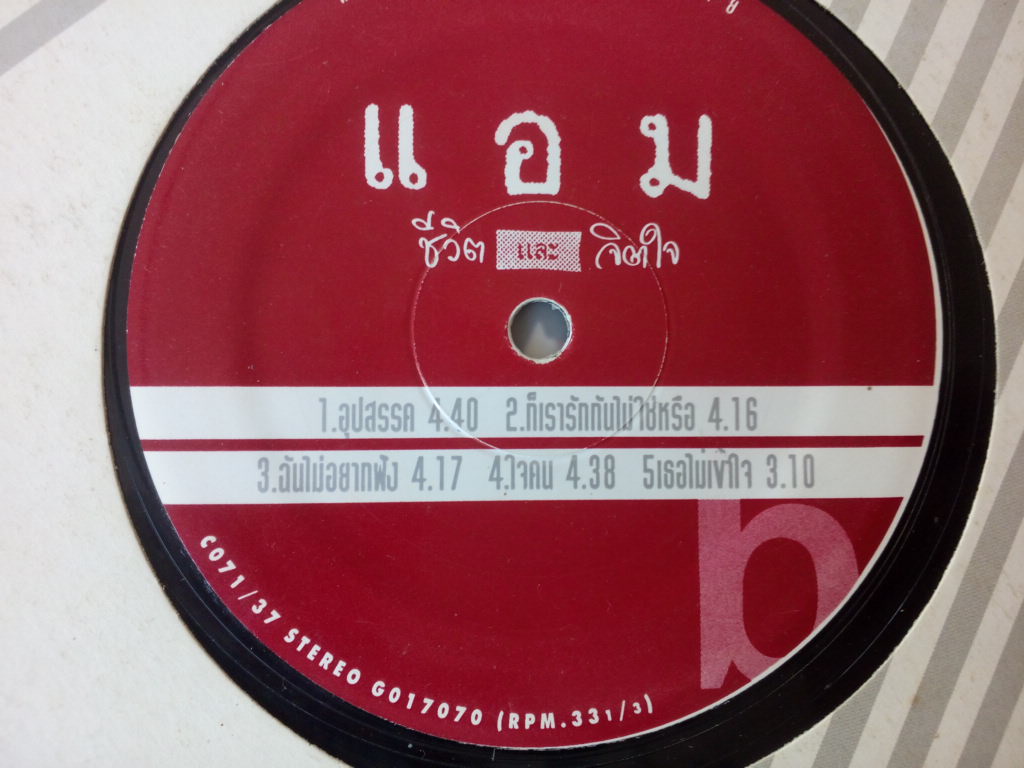 แอม
ชีวิต และ จิตใจ
1.อุปสรรค 4.40 2.ก็เรารักกันไม่ใช่หรือ 4.16
3.ฉันไม่อยากฟัง 4.17 4.ใจคน 4.38 5เธอไม่เข้าใจ 3.10
b
C071/37 STEREO G017070 (RPM.331/3)